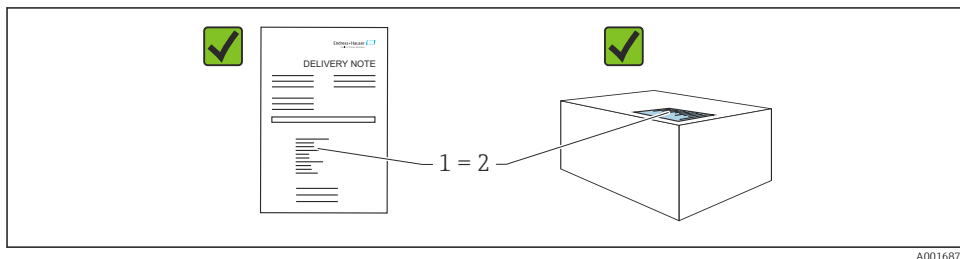 Endress+Hauser
DELIVERY NOTE
1 = 2
A001687